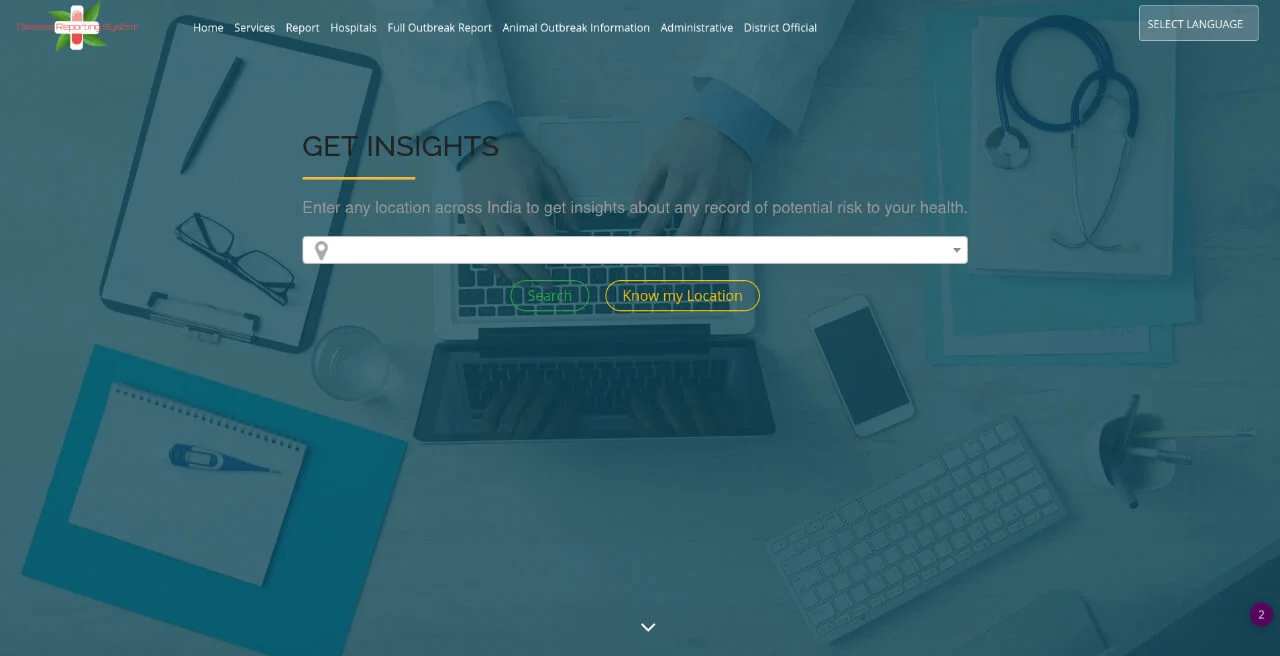 Disease Reporting System
Home Services Report Hospitals Full Outbreak Report Animal Outbreak Information Administrative District Official
SELECT LANGUAGE
GET INSIGHTS
Enter any location across India to get insights about any record of potential risk to your health.
Search Know my Location
2